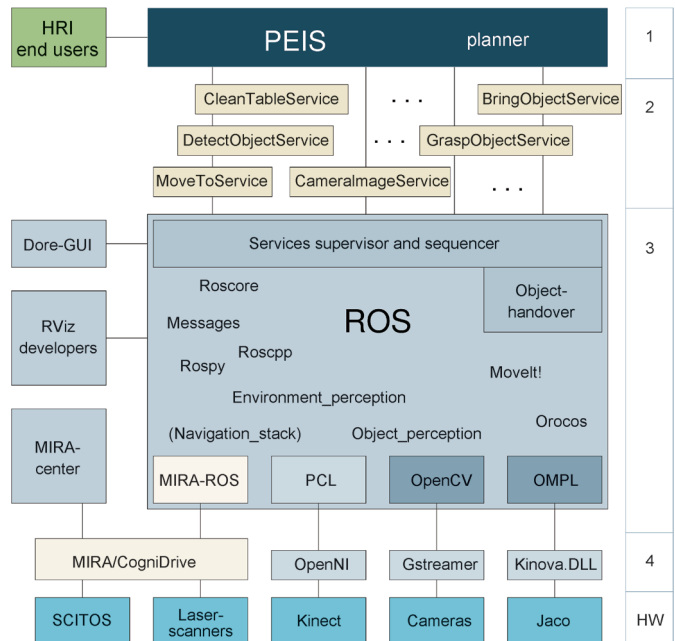 HRI
end users
PEIS
planner
1
CleanTableService
. . .
BringObjectService
2
DetectObjectService
. . .
GraspObjectService
MoveToService
CameraImageService
. . .
Dore-GUI
Services supervisor and sequencer
3
Roscore
Object-
handover
RViz
developers
Messages
ROS
Roscpp
Rospy
MoveIt!
Environment_perception
Orocos
(Navigation_stack)
Object_perception
MIRA-
center
MIRA-ROS
PCL
OpenCV
OMPL
MIRA/CogniDrive
OpenNI
Gstreamer
Kinova.DLL
4
SCITOS
Laser-
scanners
Kinect
Cameras
Jaco
HW